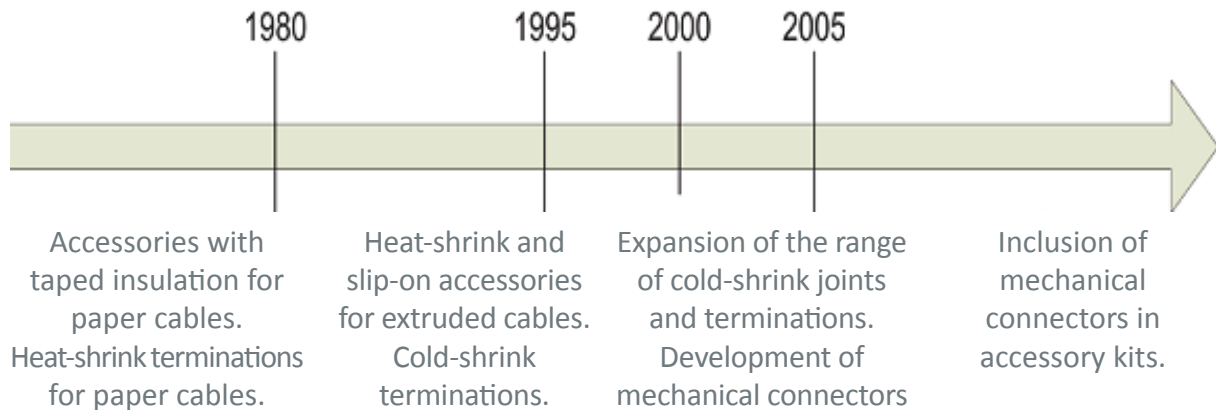 1980
1995
2000
2005
Accessories with
taped insulation for
paper cables.
Heat-shrink terminations
for paper cables.
Heat-shrink and
slip-on accessories
for extruded cables.
Cold-shrink
terminations.
Expansion of the range
of cold-shrink joints
and terminations.
Development of
mechanical connectors
Inclusion of
mechanical
connectors in
accessory kits.